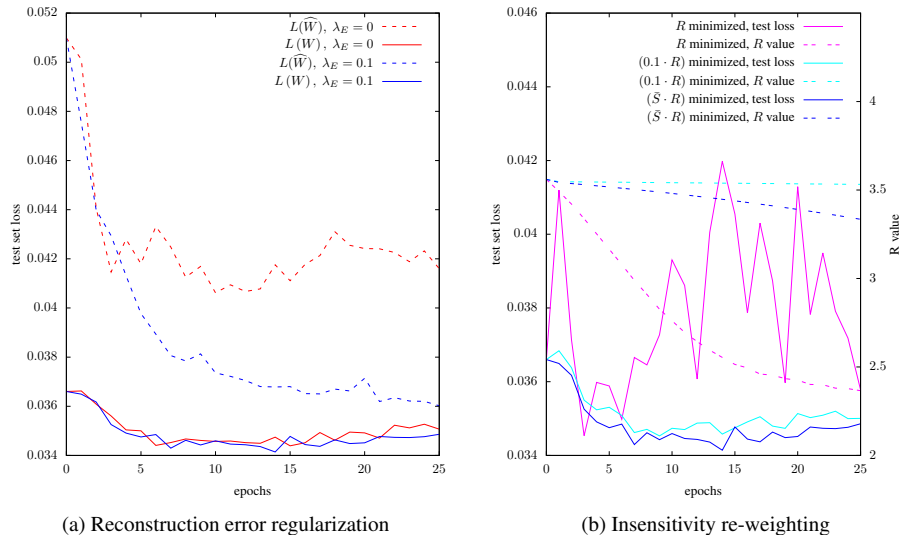 L(Ŵ), λ_E = 0
L(W), λ_E = 0
L(Ŵ), λ_E = 0.1
L(W), λ_E = 0.1
0.052
0.05
0.048
0.046
0.044
0.042
0.04
0.038
0.036
0.034
test set loss
0 5 10 15 20 25
epochs
(a) Reconstruction error regularization
R minimized, test loss
R minimized, R value
(0.1 · R) minimized, test loss
(0.1 · R) minimized, R value
(S̄ · R) minimized, test loss
(S̄ · R) minimized, R value
0.046
0.044
0.042
0.04
0.038
0.036
0.034
test set loss
4
3.5
3
2.5
2
R value
0 5 10 15 20 25
epochs
(b) Insensitivity re-weighting